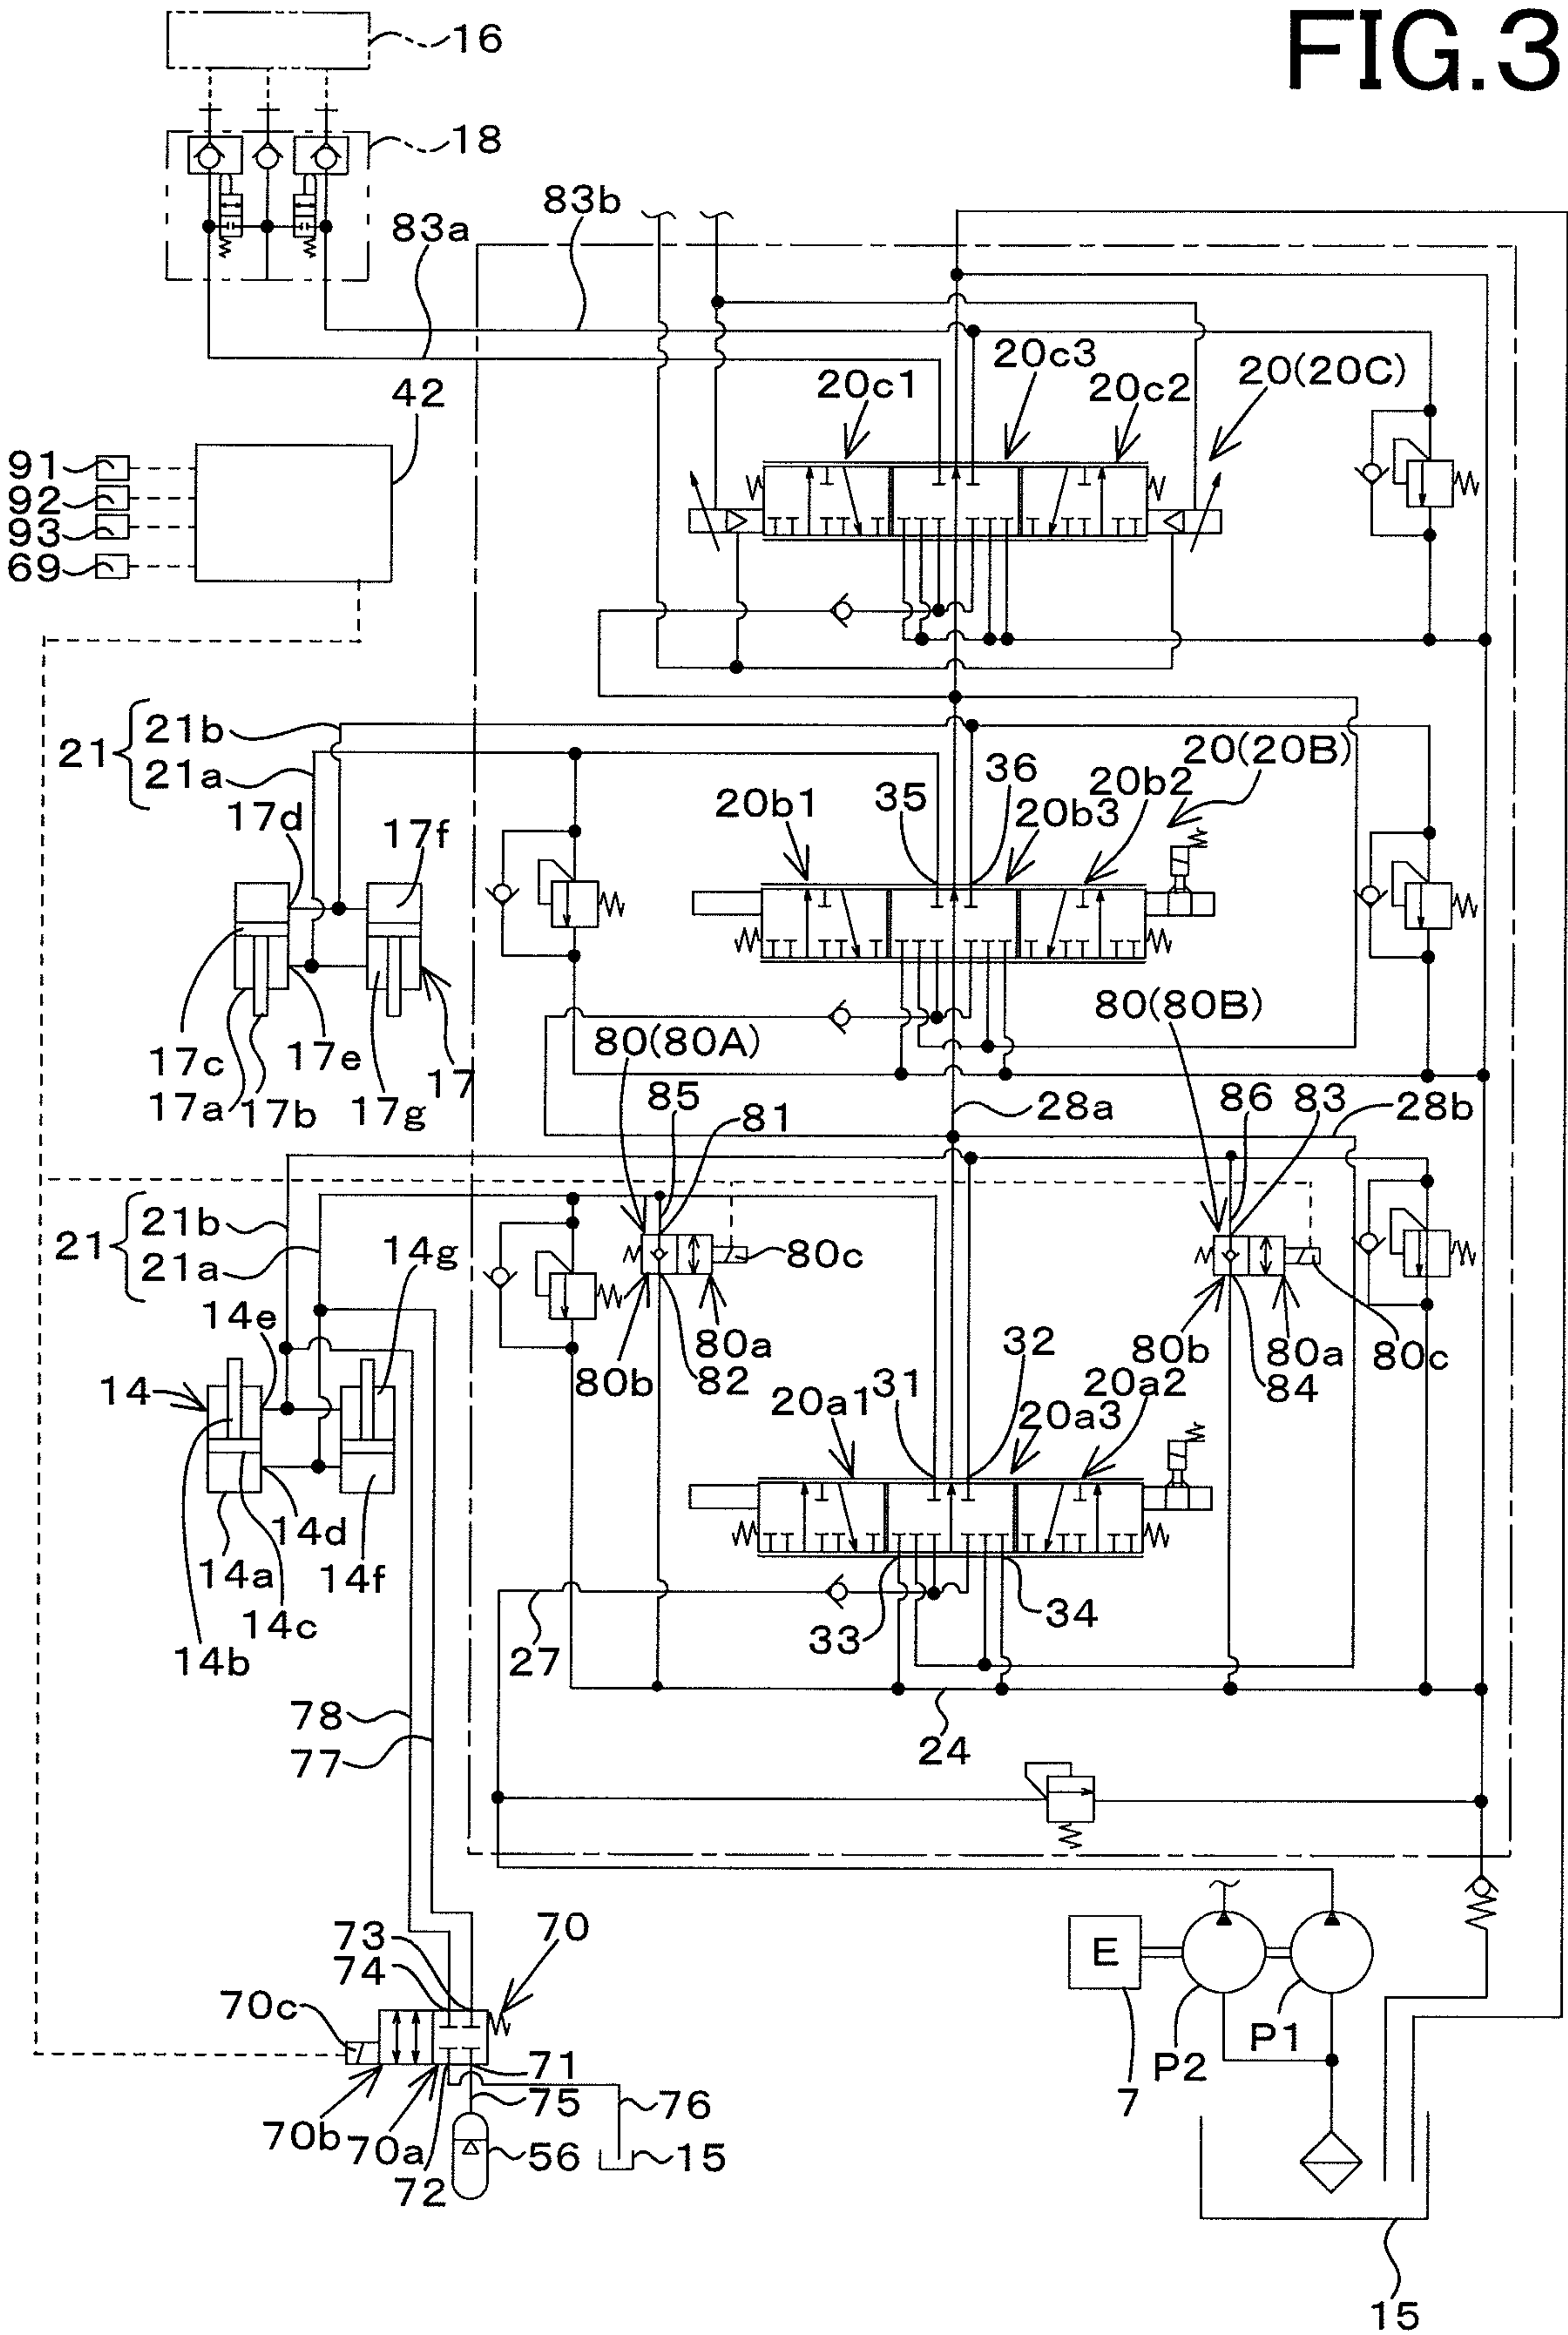 FIG.3
16
18
83b
83a
20c3
20(20C)
20c1
20c2
42
91
92
93
69
21b
21
21a
20(20B)
36
20b2
35
17d
20b1
20b3
17f
80(80B)
80(80A)
17c
17e
17
85
86
83
28a
28b
17a
17b
17g
81
21b
21
21a
14g
80c
14e
32
80a
80b
80a
80c
14
80b
82
31
20a2
84
20a1
20a3
14d
14a
14f
14c
33
34
14b
27
78
24
77
73
70
74
E
70c
P1
71
P2
75
76
7
70b
70a
56
15
72
15